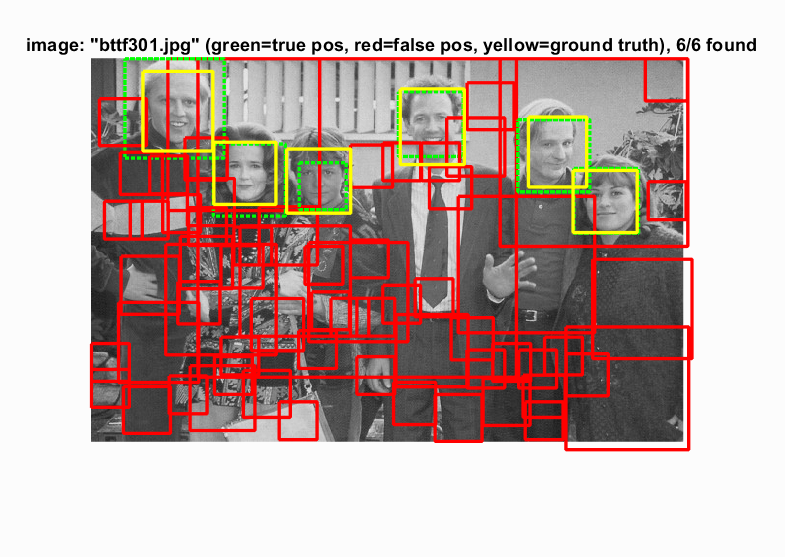 image: "bttf301.jpg" (green=true pos, red=false pos, yellow=ground truth), 6/6 found